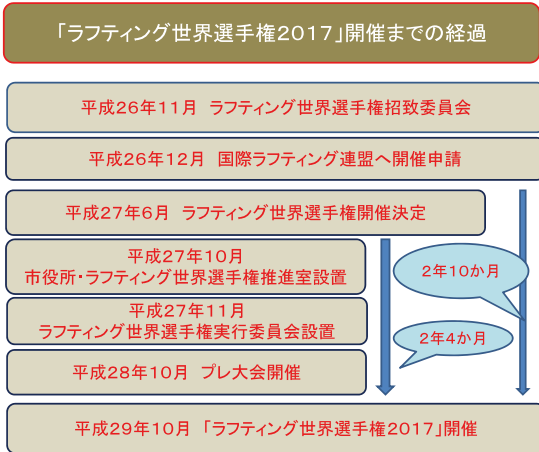 「ラフティング世界選手権2017」開催までの経過
平成26年11月 ラフティング世界選手権招致委員会
平成26年12月 国際ラフティング連盟へ開催申請
平成27年6月 ラフティング世界選手権開催決定
平成27年10月
市役所・ラフティング世界選手権推進室設置
2年10か月
平成27年11月
ラフティング世界選手権実行委員会設置
2年4か月
平成28年10月 プレ大会開催
平成29年10月 「ラフティング世界選手権2017」開催